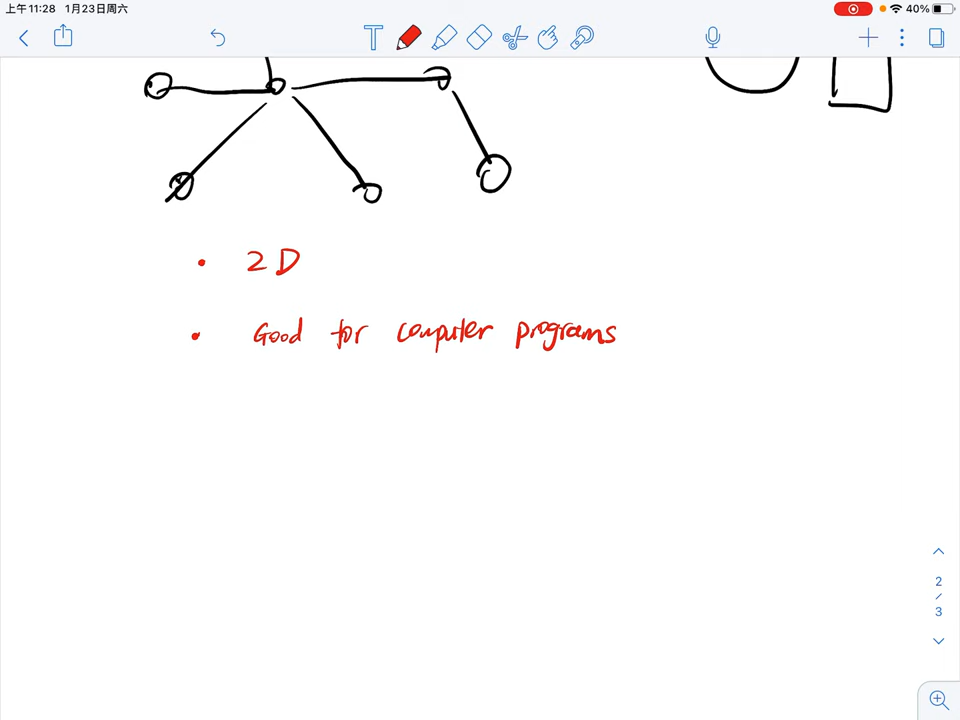 上午11:28 1月23日周六 40%
T
• 2D
• Good for computer programs
2
/
3